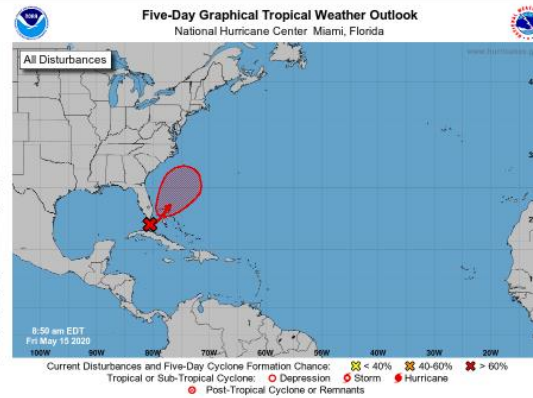 Five-Day Graphical Tropical Weather Outlook
National Hurricane Center Miami, Florida
NOAA
All Disturbances
8:50 am EDT
Fri May 15 2020
100W 90W 80W 70W 60W 50W 40W 30W 20W
Current Disturbances and Five-Day Cyclone Formation Chance: < 40% 40-60% > 60%
Tropical or Sub-Tropical Cyclone: Depression Storm Hurricane
Post-Tropical Cyclone or Remnants